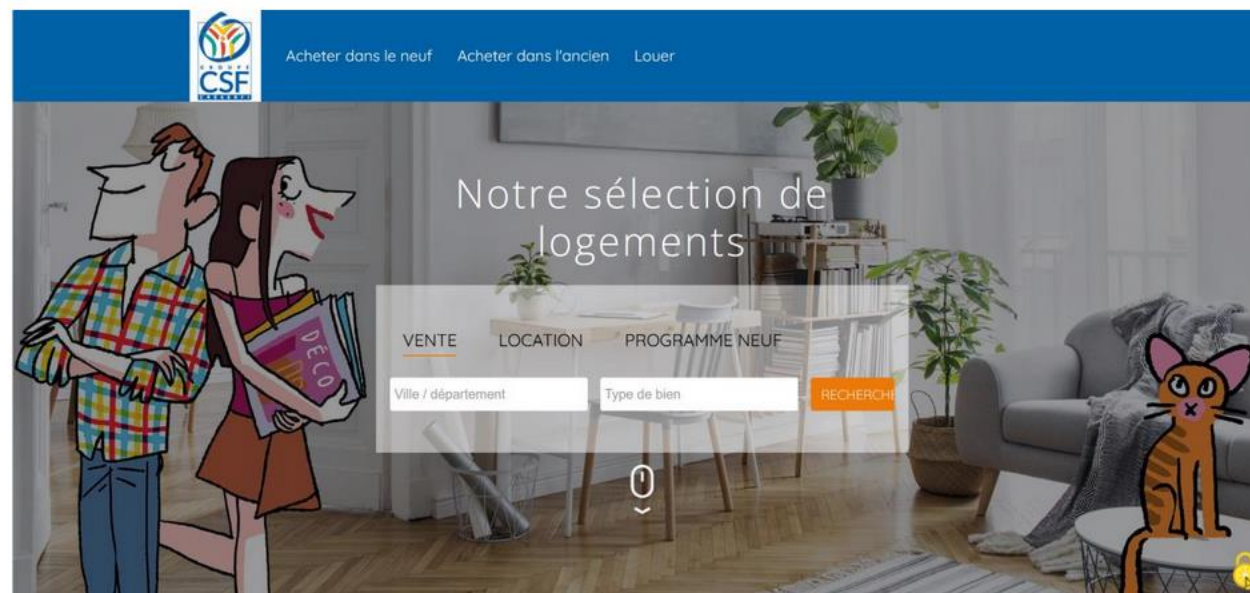 GROUPE
CSF
Acheter dans le neuf
Acheter dans l'ancien
Louer
Notre sélection de
logements
VENTE
LOCATION
PROGRAMME NEUF
Ville / département
Type de bien
RECHERCHE
DÉCO